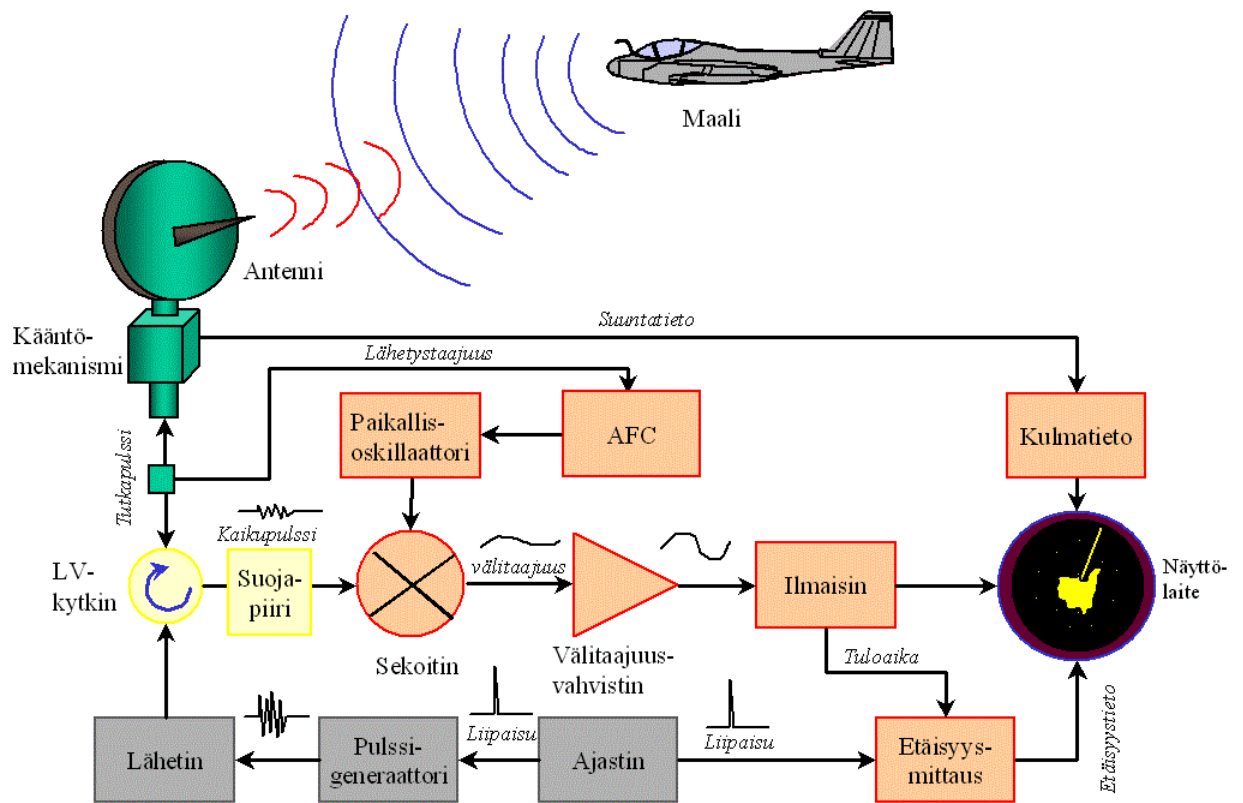 Maali
Antenni
Kääntö-
mekanismi
Suuntatieto
Lähetystaajuus
Paikallis-
oskillaattori
AFC
Kulmatieto
Tutkapulssi
Kaikupulssi
LV-
kytkin
Suoja-
piiri
välitaajuus
Ilmaisin
Näyttö-
laite
Sekoitin
Välitaajuus-
vahvistin
Tuloaika
Liipaisu
Liipaisu
Etäisyystieto
Lähetin
Pulssi-
generaattori
Ajastin
Etäisyys-
mittaus